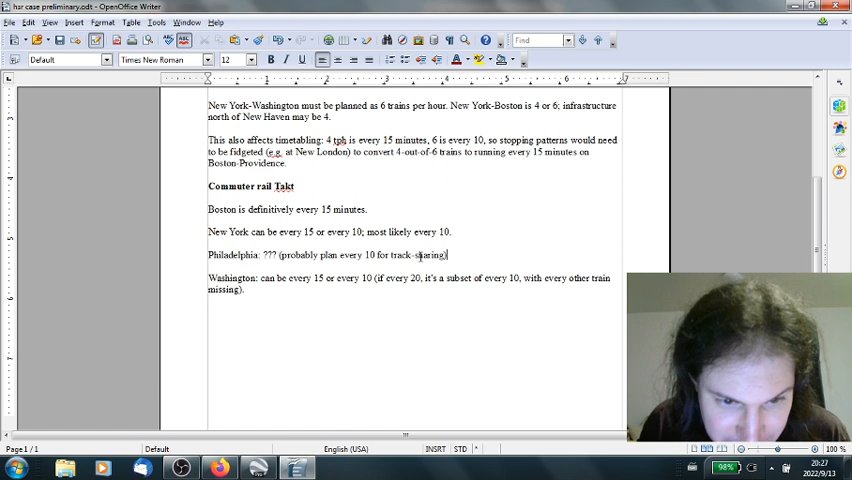 hsr case preliminary.odt - OpenOffice Writer
File Edit View Insert Format Table Tools Window Help
Find
Default Times New Roman 12 B I U
1 2 3 4 5 6 7
New York-Washington must be planned as 6 trains per hour. New York-Boston is 4 or 6; infrastructure
north of New Haven may be 4.
This also affects timetabling: 4 tph is every 15 minutes, 6 is every 10, so stopping patterns would need
to be fidgeted (e.g. at New London) to convert 4-out-of-6 trains to running every 15 minutes on
Boston-Providence.
Commuter rail Takt
Boston is definitively every 15 minutes.
New York can be every 15 or every 10; most likely every 10.
Philadelphia: ??? (probably plan every 10 for track-sharing)
Washington: can be every 15 or every 10 (if every 20, it's a subset of every 10, with every other train
missing).
Page 1 / 1 Default English (USA) INSRT STD * 100 %
98% 20:27
2022/9/13